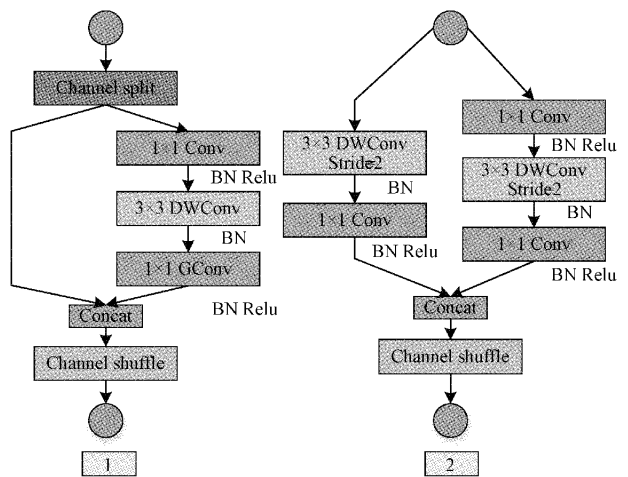 Channel split
1×1 Conv
BN Relu
3×3 DWConv
BN
1×1 GConv
BN Relu
Concat
Channel shuffle
1
3×3 DWConv
Stride2
BN
1×1 Conv
BN Relu
1×1 Conv
BN Relu
3×3 DWConv
Stride2
BN
1×1 Conv
BN Relu
Concat
Channel shuffle
2